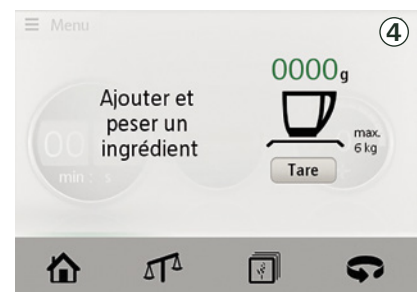 ≡ Menu
④
0000g
Ajouter et
peser un
ingrédient
max.
6 kg
Tare
00
min : s